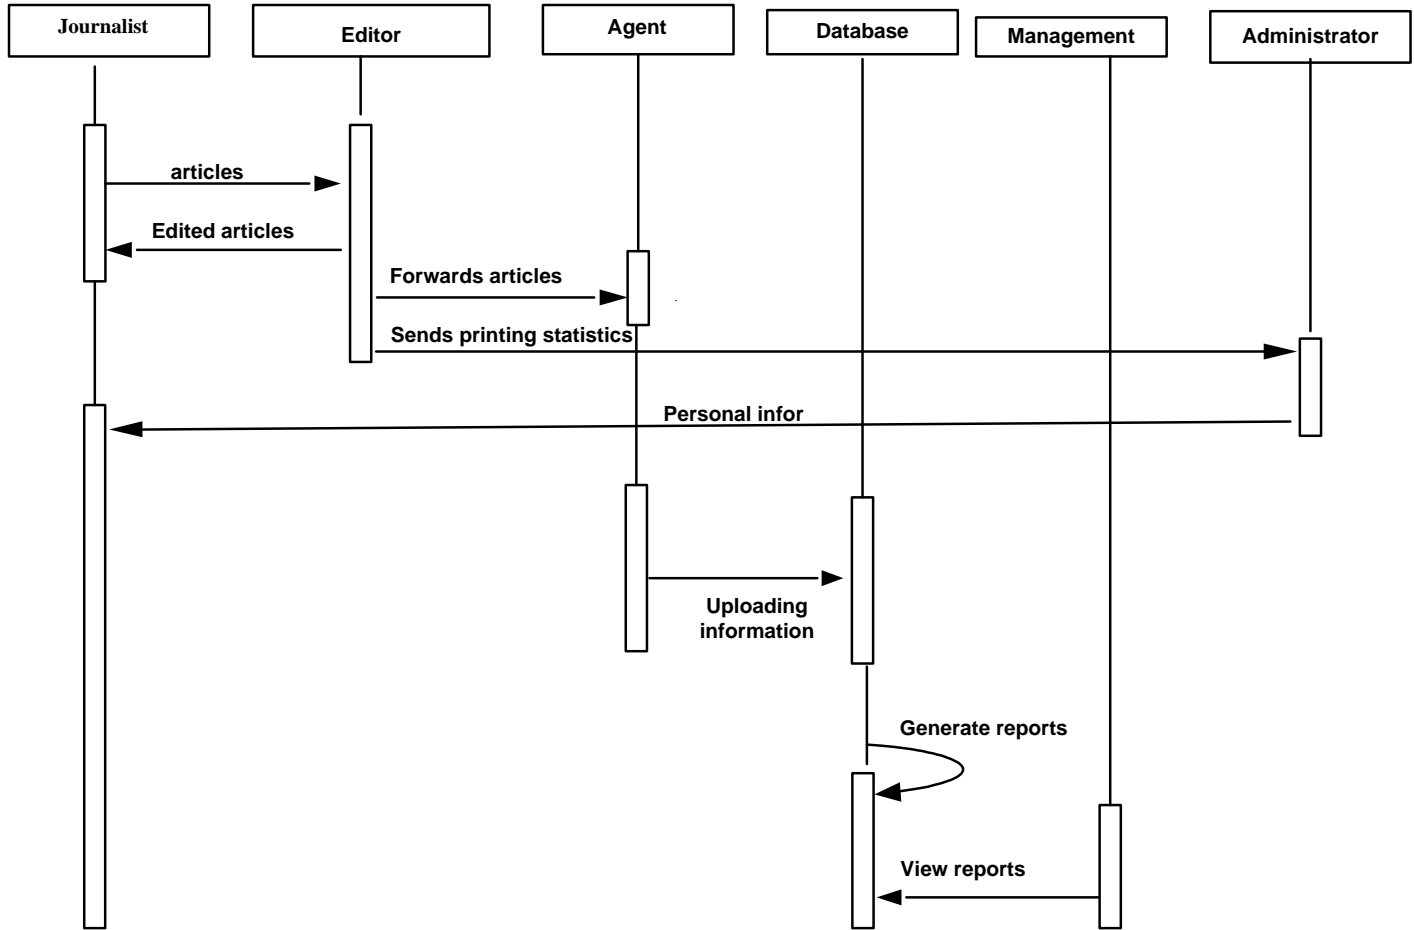 Journalist
Editor
Agent
Database
Management
Administrator
articles
Edited articles
Forwards articles
Sends printing statistics
Personal infor
Uploading
information
Generate reports
View reports